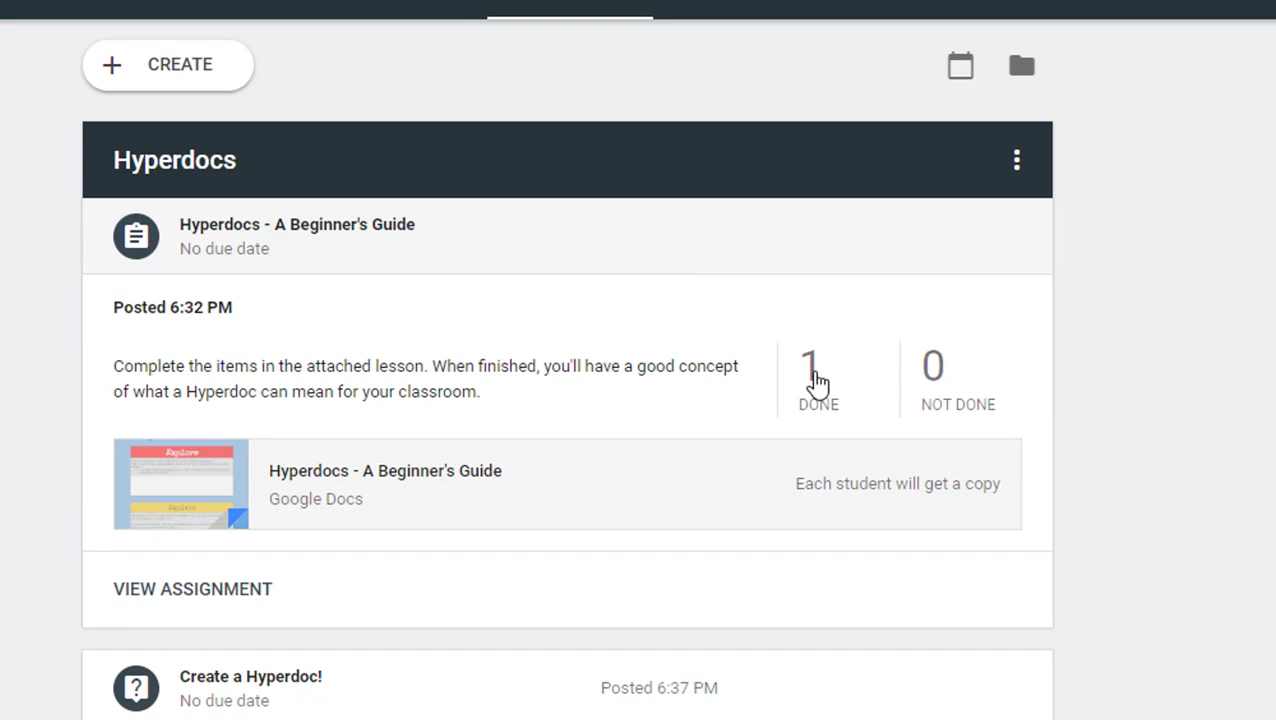 CREATE
Hyperdocs
Hyperdocs - A Beginner's Guide
No due date
Posted 6:32 PM
Complete the items in the attached lesson. When finished, you'll have a good concept
of what a Hyperdoc can mean for your classroom.
1
DONE
0
NOT DONE
Explore
Explain
Hyperdocs - A Beginner's Guide
Google Docs
Each student will get a copy
VIEW ASSIGNMENT
Create a Hyperdoc!
No due date
Posted 6:37 PM